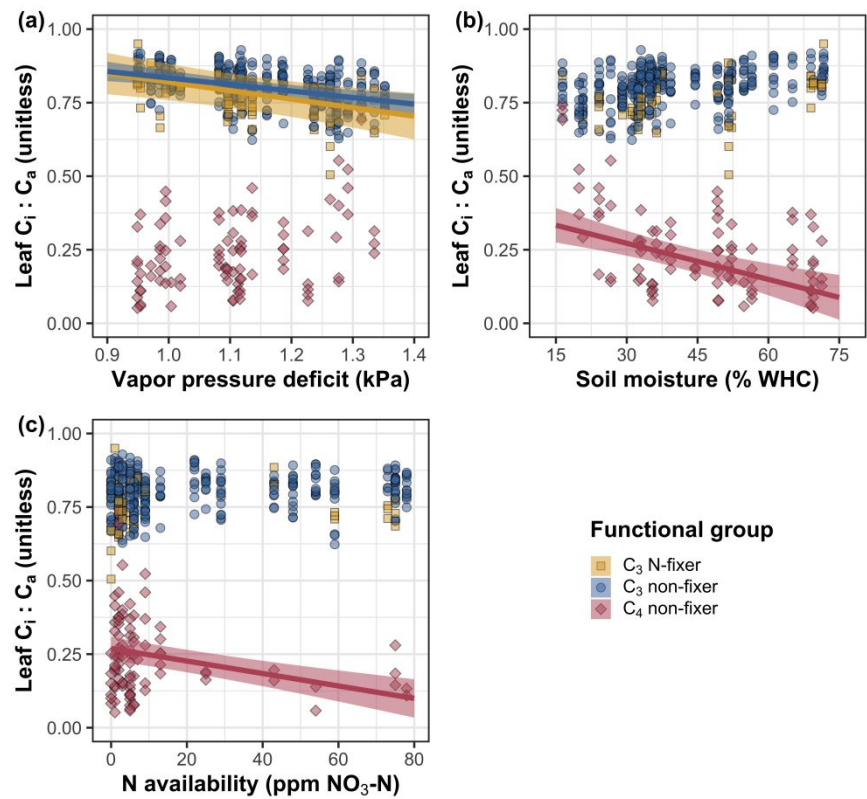 (a)
1.00
0.75
0.50
0.25
0.00
Leaf Cᵢ : Cₐ (unitless)
0.9 1.0 1.1 1.2 1.3 1.4
Vapor pressure deficit (kPa)
(b)
1.00
0.75
0.50
0.25
0.00
Leaf Cᵢ : Cₐ (unitless)
15 30 45 60 75
Soil moisture (% WHC)
(c)
1.00
0.75
0.50
0.25
0.00
Leaf Cᵢ : Cₐ (unitless)
0 20 40 60 80
N availability (ppm NO₃-N)
Functional group
C₃ N-fixer
C₃ non-fixer
C₄ non-fixer